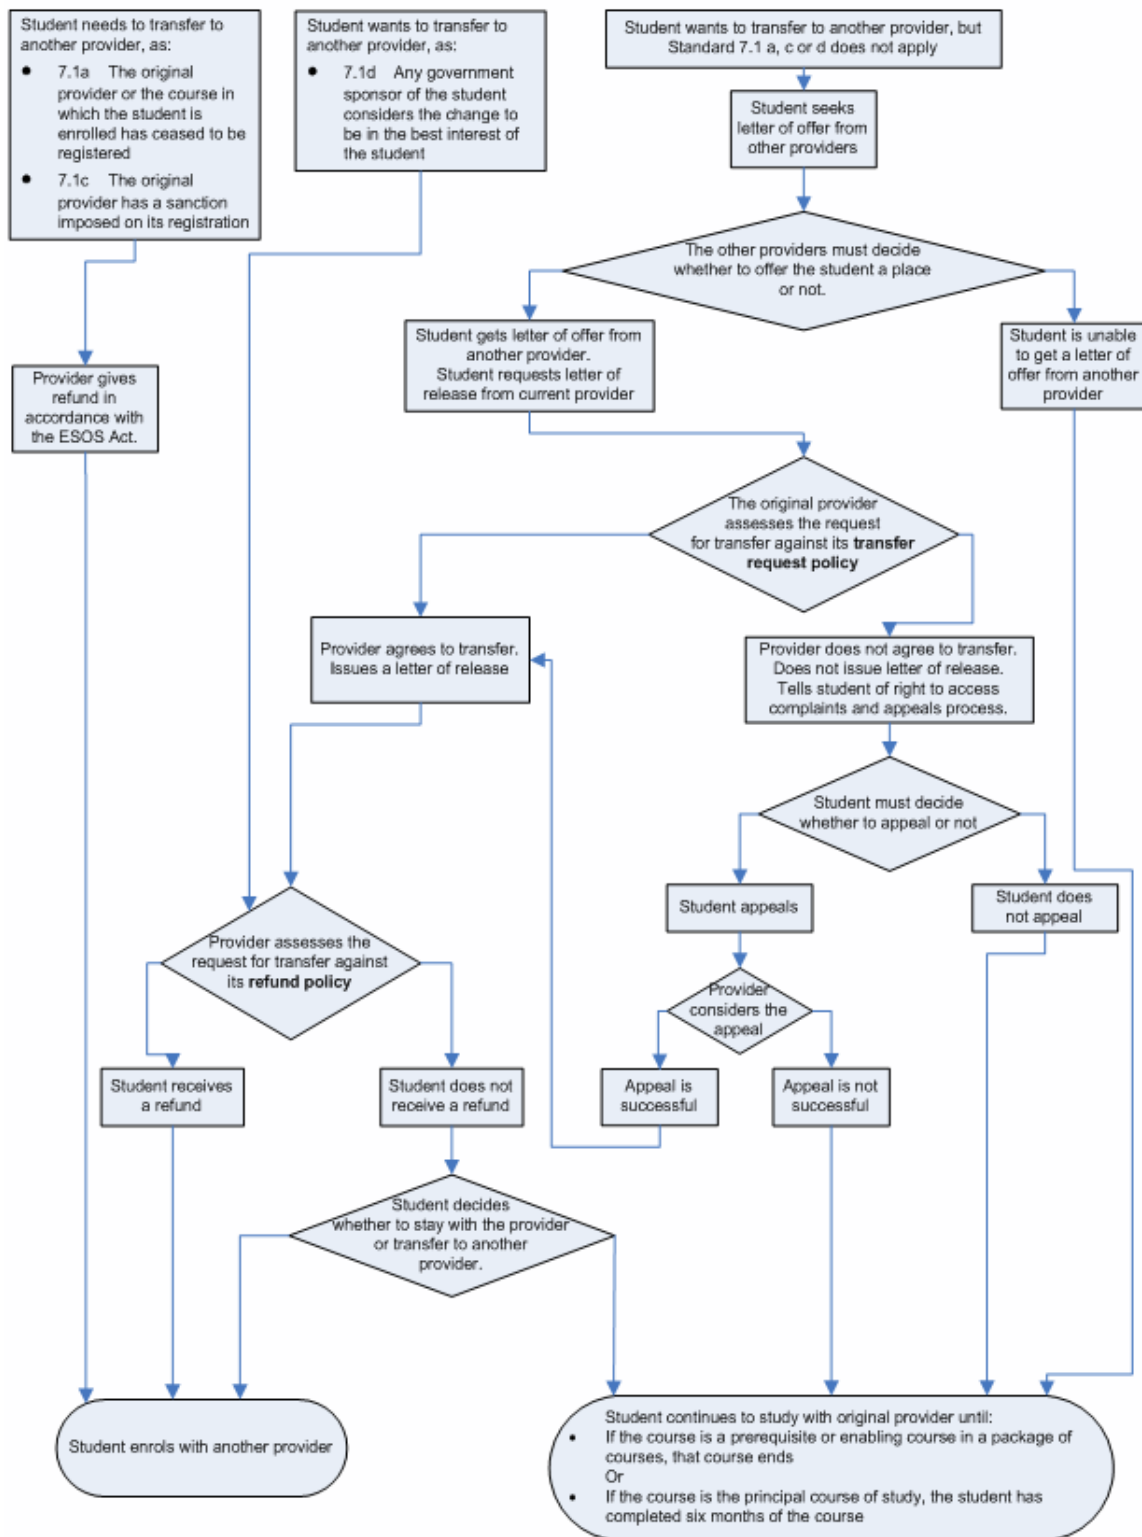 Student needs to transfer to
another provider, as:
• 7.1a The original
provider or the course in
which the student is
enrolled has ceased to be
registered
• 7.1c The original
provider has a sanction
imposed on its registration
Student wants to transfer to
another provider, as:
• 7.1d Any government
sponsor of the student
considers the change to
be in the best interest of
the student
Student wants to transfer to another provider, but
Standard 7.1 a, c or d does not apply
Student seeks
letter of offer from
other providers
The other providers must decide
whether to offer the student a place
or not.
Student gets letter of offer from
another provider.
Student requests letter of
release from current provider
Student is unable
to get a letter of
offer from another
provider
Provider gives
refund in
accordance with
the ESOS Act.
The original provider
assesses the request
for transfer against its transfer
request policy
Provider agrees to transfer.
Issues a letter of release
Provider does not agree to transfer.
Does not issue letter of release.
Tells student of right to access
complaints and appeals process.
Student must decide
whether to appeal or not
Student appeals
Student does
not appeal
Provider assesses the
request for transfer against
its refund policy
Provider
considers the
appeal
Student receives
a refund
Student does not
receive a refund
Appeal is
successful
Appeal is not
successful
Student decides
whether to stay with the provider
or transfer to another
provider.
Student enrols with another provider
Student continues to study with original provider until:
• If the course is a prerequisite or enabling course in a package of
courses, that course ends
Or
• If the course is the principal course of study, the student has
completed six months of the course